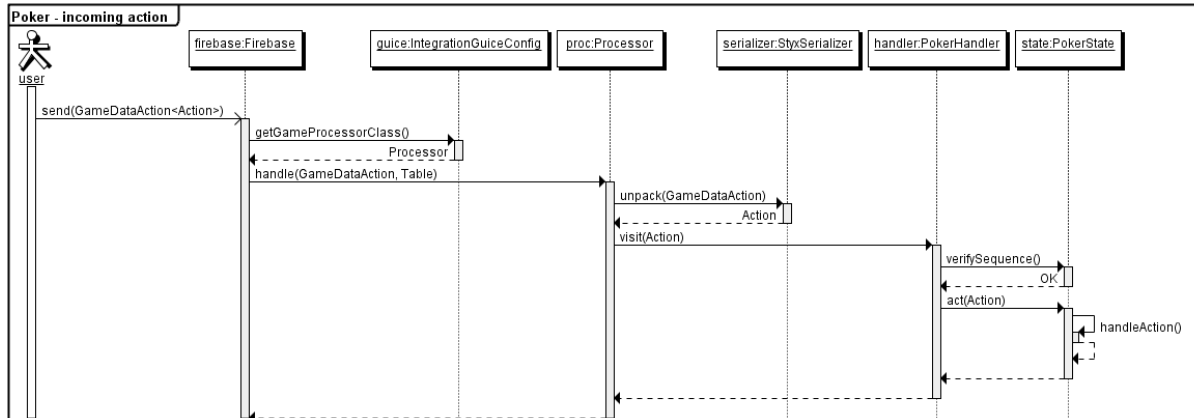 Poker - incoming action
user
firebase:Firebase
guice:IntegrationGuiceConfig
proc:Processor
serializer:StyxSerializer
handler:PokerHandler
state:PokerState
send(GameDataAction<Action>)
getGameProcessorClass()
Processor
handle(GameDataAction, Table)
unpack(GameDataAction)
Action
visit(Action)
verifySequence()
OK
act(Action)
handleAction()